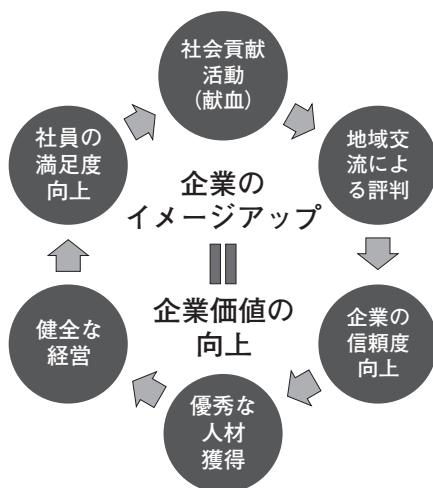 社会貢献
活動
(献血)
地域交
流によ
る評判
企業の
信頼度
向上
優秀な
人材
獲得
健全な
経営
社員の
満足度
向上
企業の
イメージアップ
企業価値の
向上